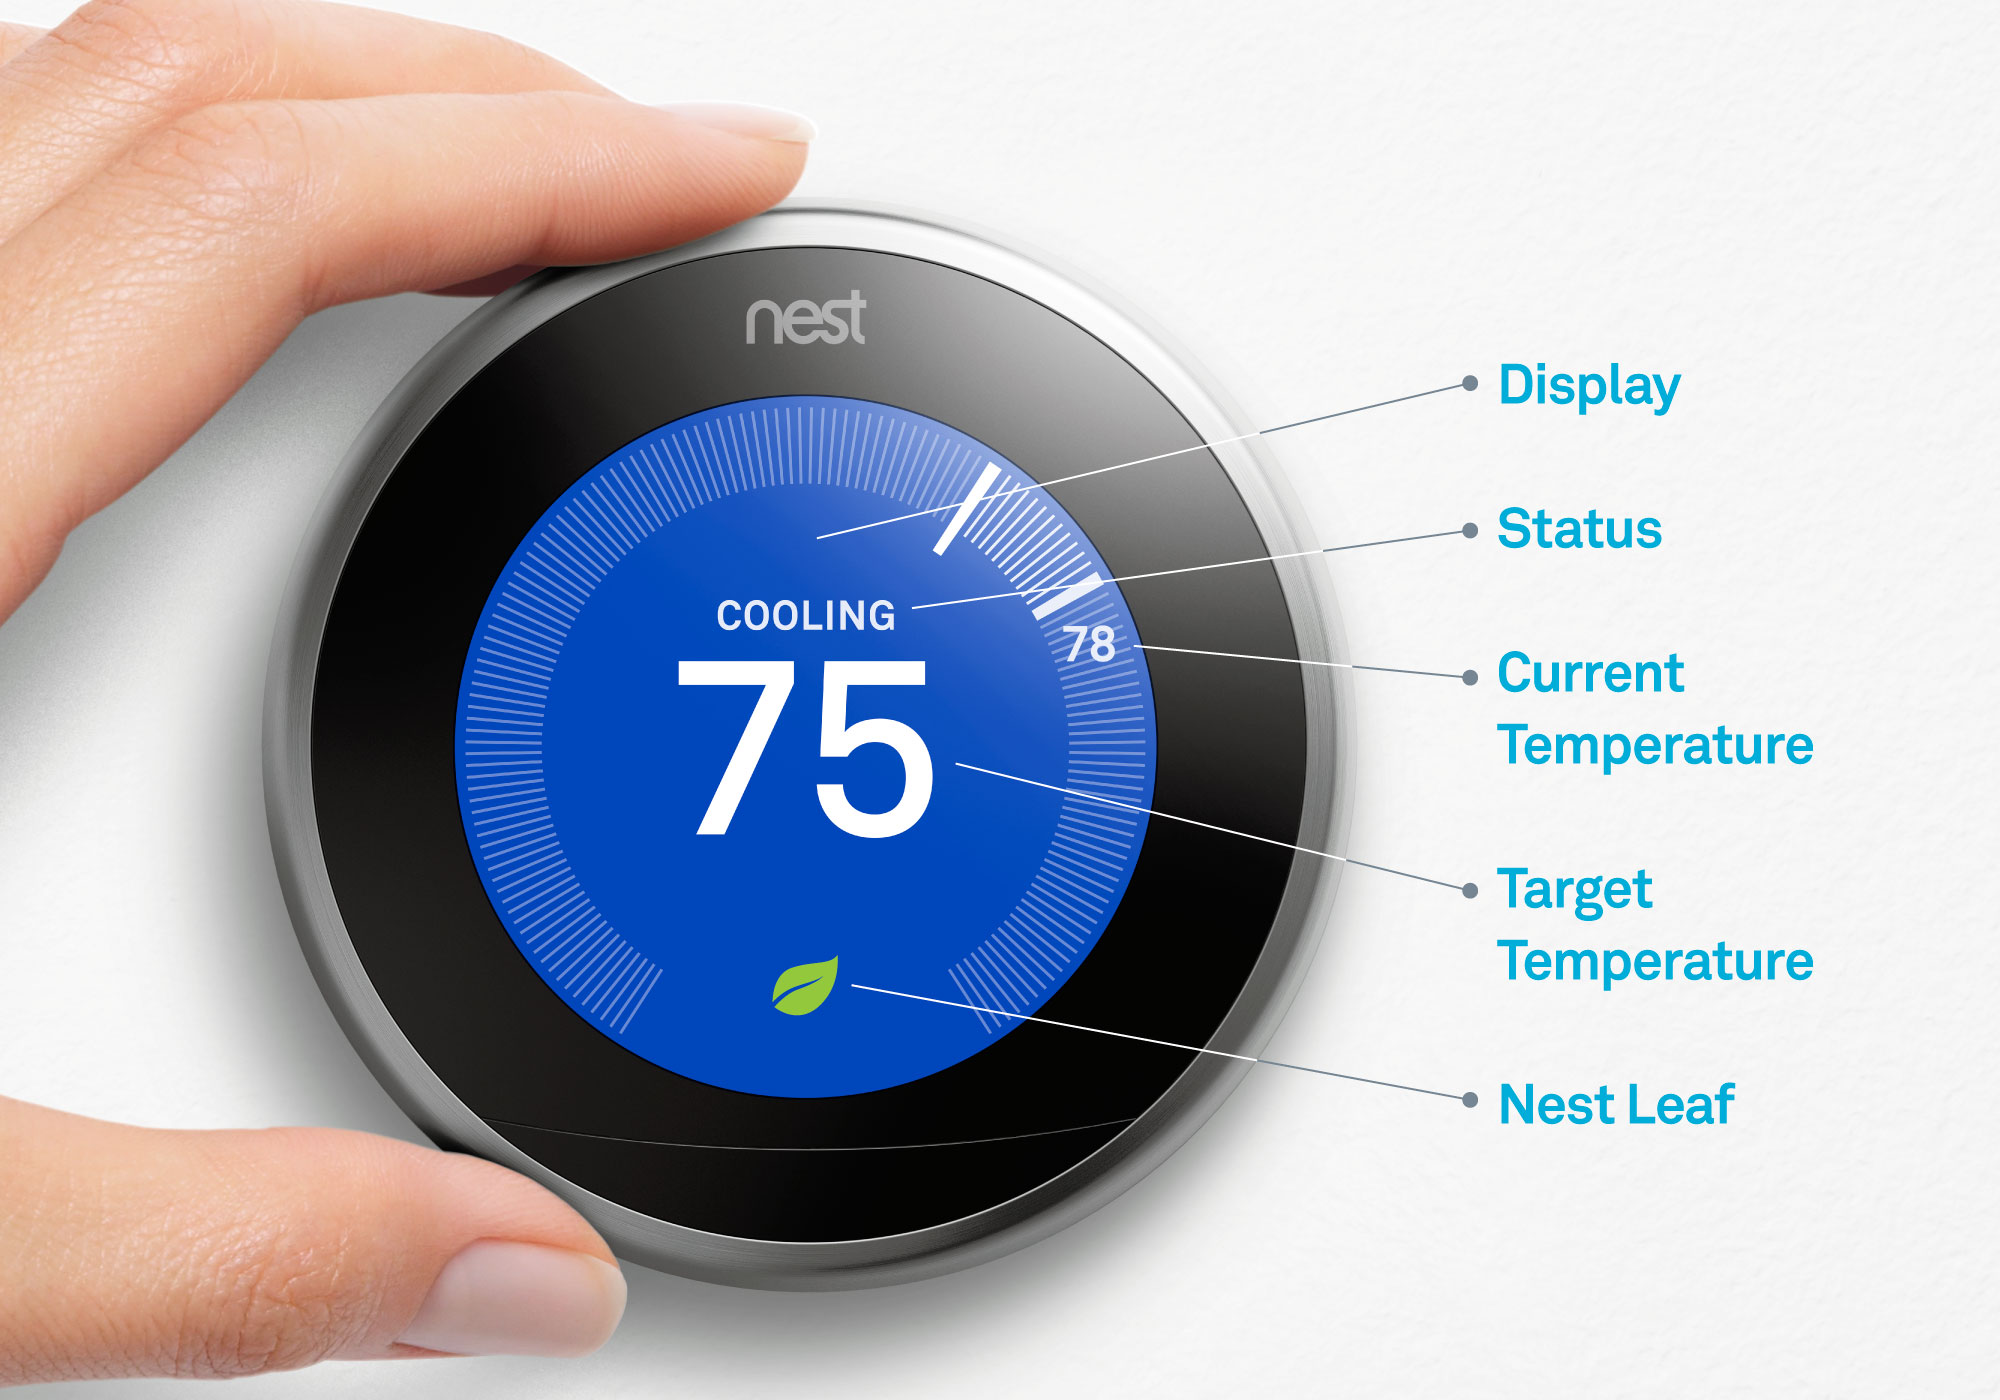 nest
Display
Status
COOLING
78
Current
Temperature
75
Target
Temperature
Nest Leaf